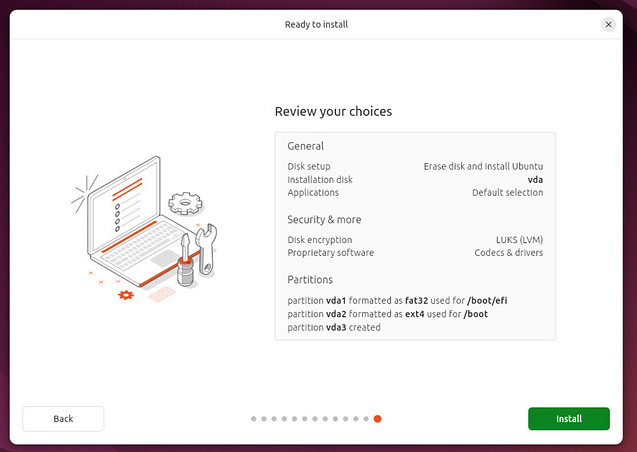 Ready to install
Review your choices
General
Disk setup Erase disk and install Ubuntu
Installation disk vda
Applications Default selection
Security & more
Disk encryption LUKS (LVM)
Proprietary software Codecs & drivers
Partitions
partition vda1 formatted as fat32 used for /boot/efi
partition vda2 formatted as ext4 used for /boot
partition vda3 created
Back Install